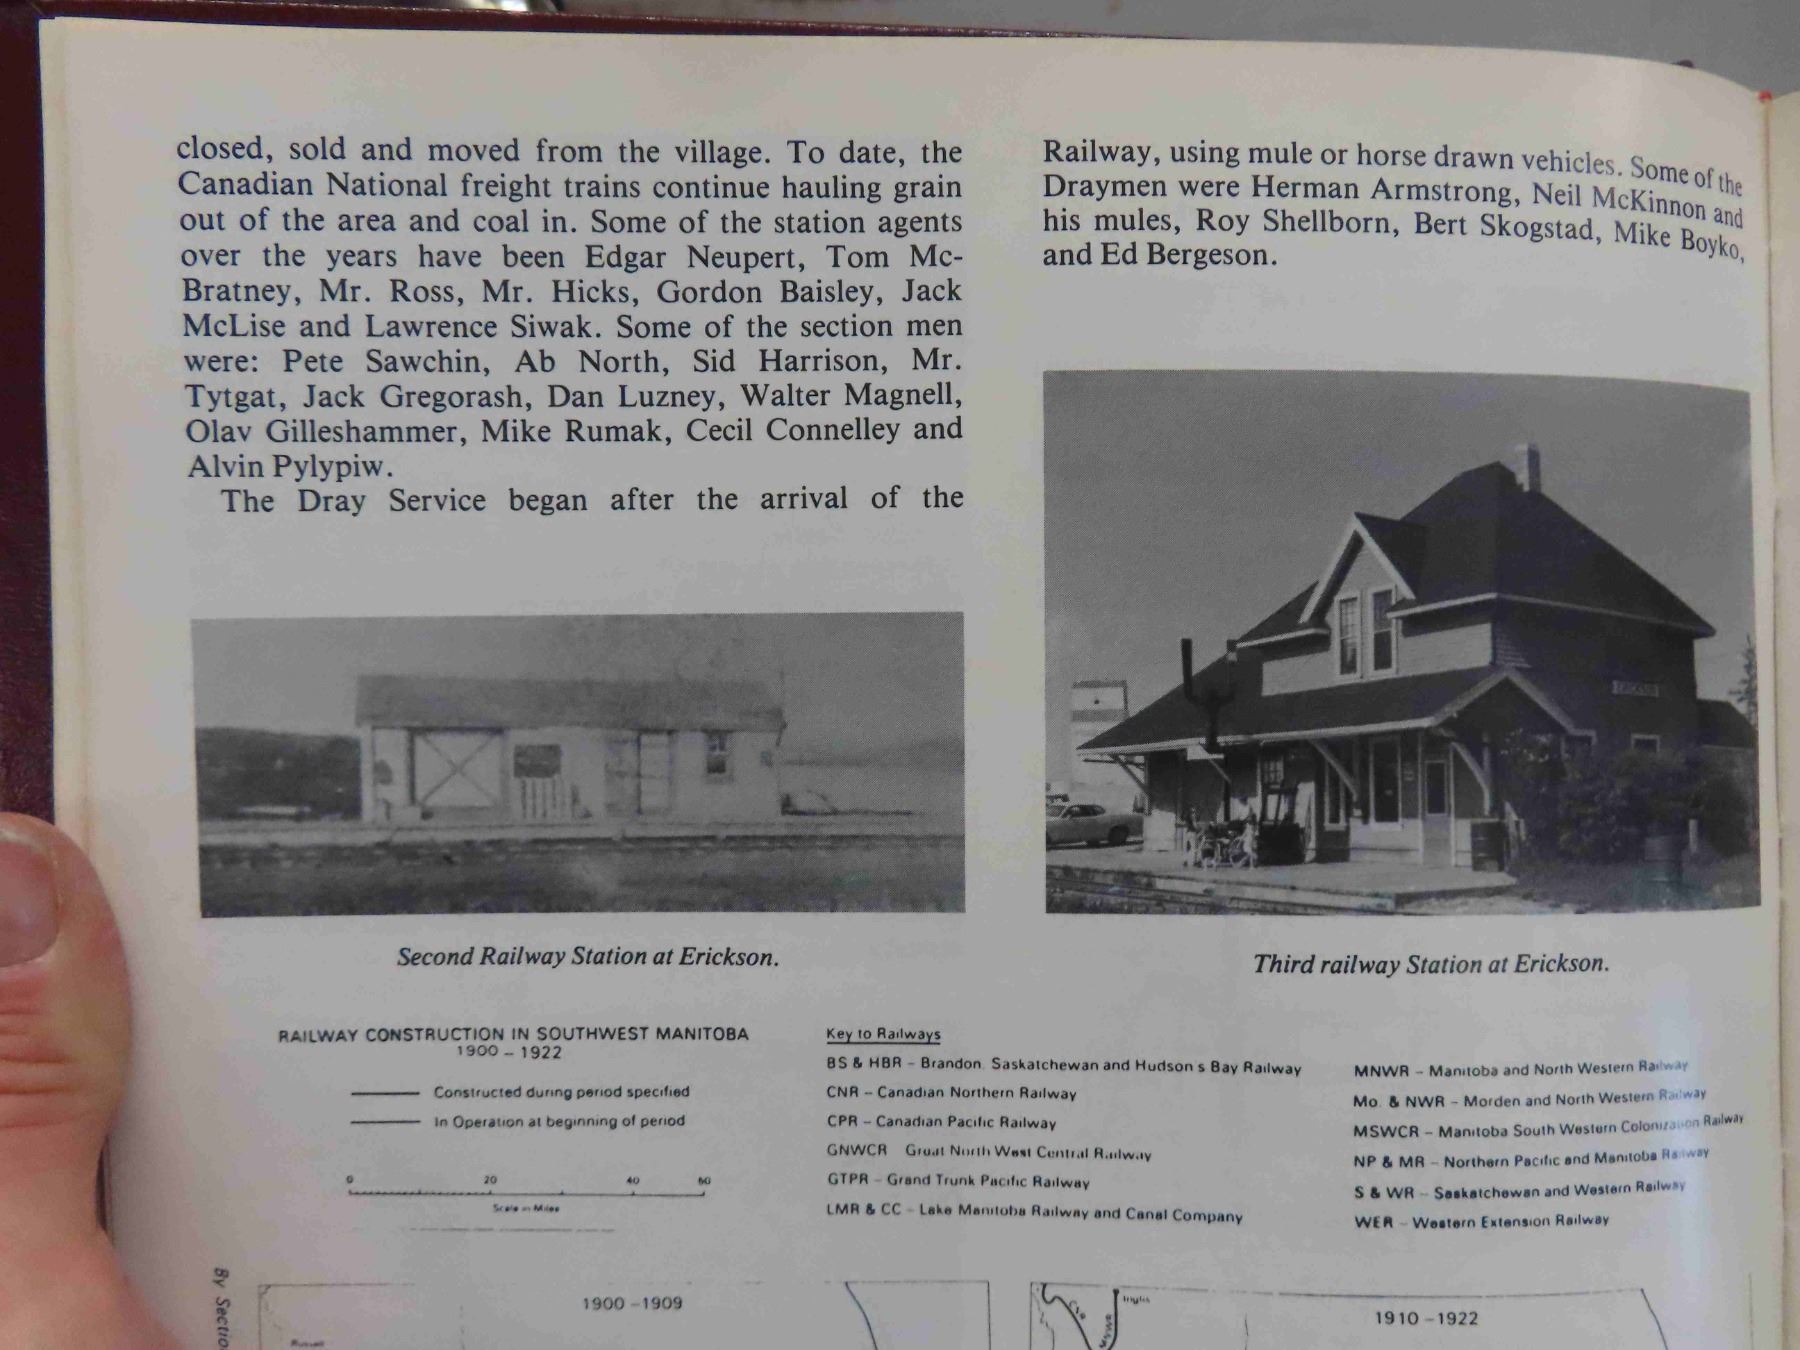 closed, sold and moved from the village. To date, the
Canadian National freight trains continue hauling grain
out of the area and coal in. Some of the station agents
over the years have been Edgar Neupert, Tom Mc-
Bratney, Mr. Ross, Mr. Hicks, Gordon Baisley, Jack
McLise and Lawrence Siwak. Some of the section men
were: Pete Sawchin, Ab North, Sid Harrison, Mr.
Tytgat, Jack Gregorash, Dan Luzney, Walter Magnell,
Olav Gilleshammer, Mike Rumak, Cecil Connelley and
Alvin Pylypiw.
The Dray Service began after the arrival of the
Railway, using mule or horse drawn vehicles. Some of the
Draymen were Herman Armstrong, Neil McKinnon and
his mules, Roy Shellborn, Bert Skogstad, Mike Boyko,
and Ed Bergeson.
ERICKSON
Second Railway Station at Erickson.
Third railway Station at Erickson.
RAILWAY CONSTRUCTION IN SOUTHWEST MANITOBA
1900 – 1922
Constructed during period specified
In Operation at beginning of period
0 20 40 60
Scale in Miles
Key to Railways
BS & HBR – Brandon Saskatchewan and Hudson s Bay Railway
CNR – Canadian Northern Railway
CPR – Canadian Pacific Railway
GNWCR Great North West Central Railway
GTPR – Grand Trunk Pacific Railway
LMR & CC – Lake Manitoba Railway and Canal Company
MNWR – Manitoba and North Western Railway
Mo. & NWR – Morden and North Western Railway
MSWCR – Manitoba South Western Colonization Railway
NP & MR – Northern Pacific and Manitoba Railway
S & WR – Saskatchewan and Western Railway
WER – Western Extension Railway
By Sectio
1900 –1909
Russell
1910 –1922
Inglis
MNWR